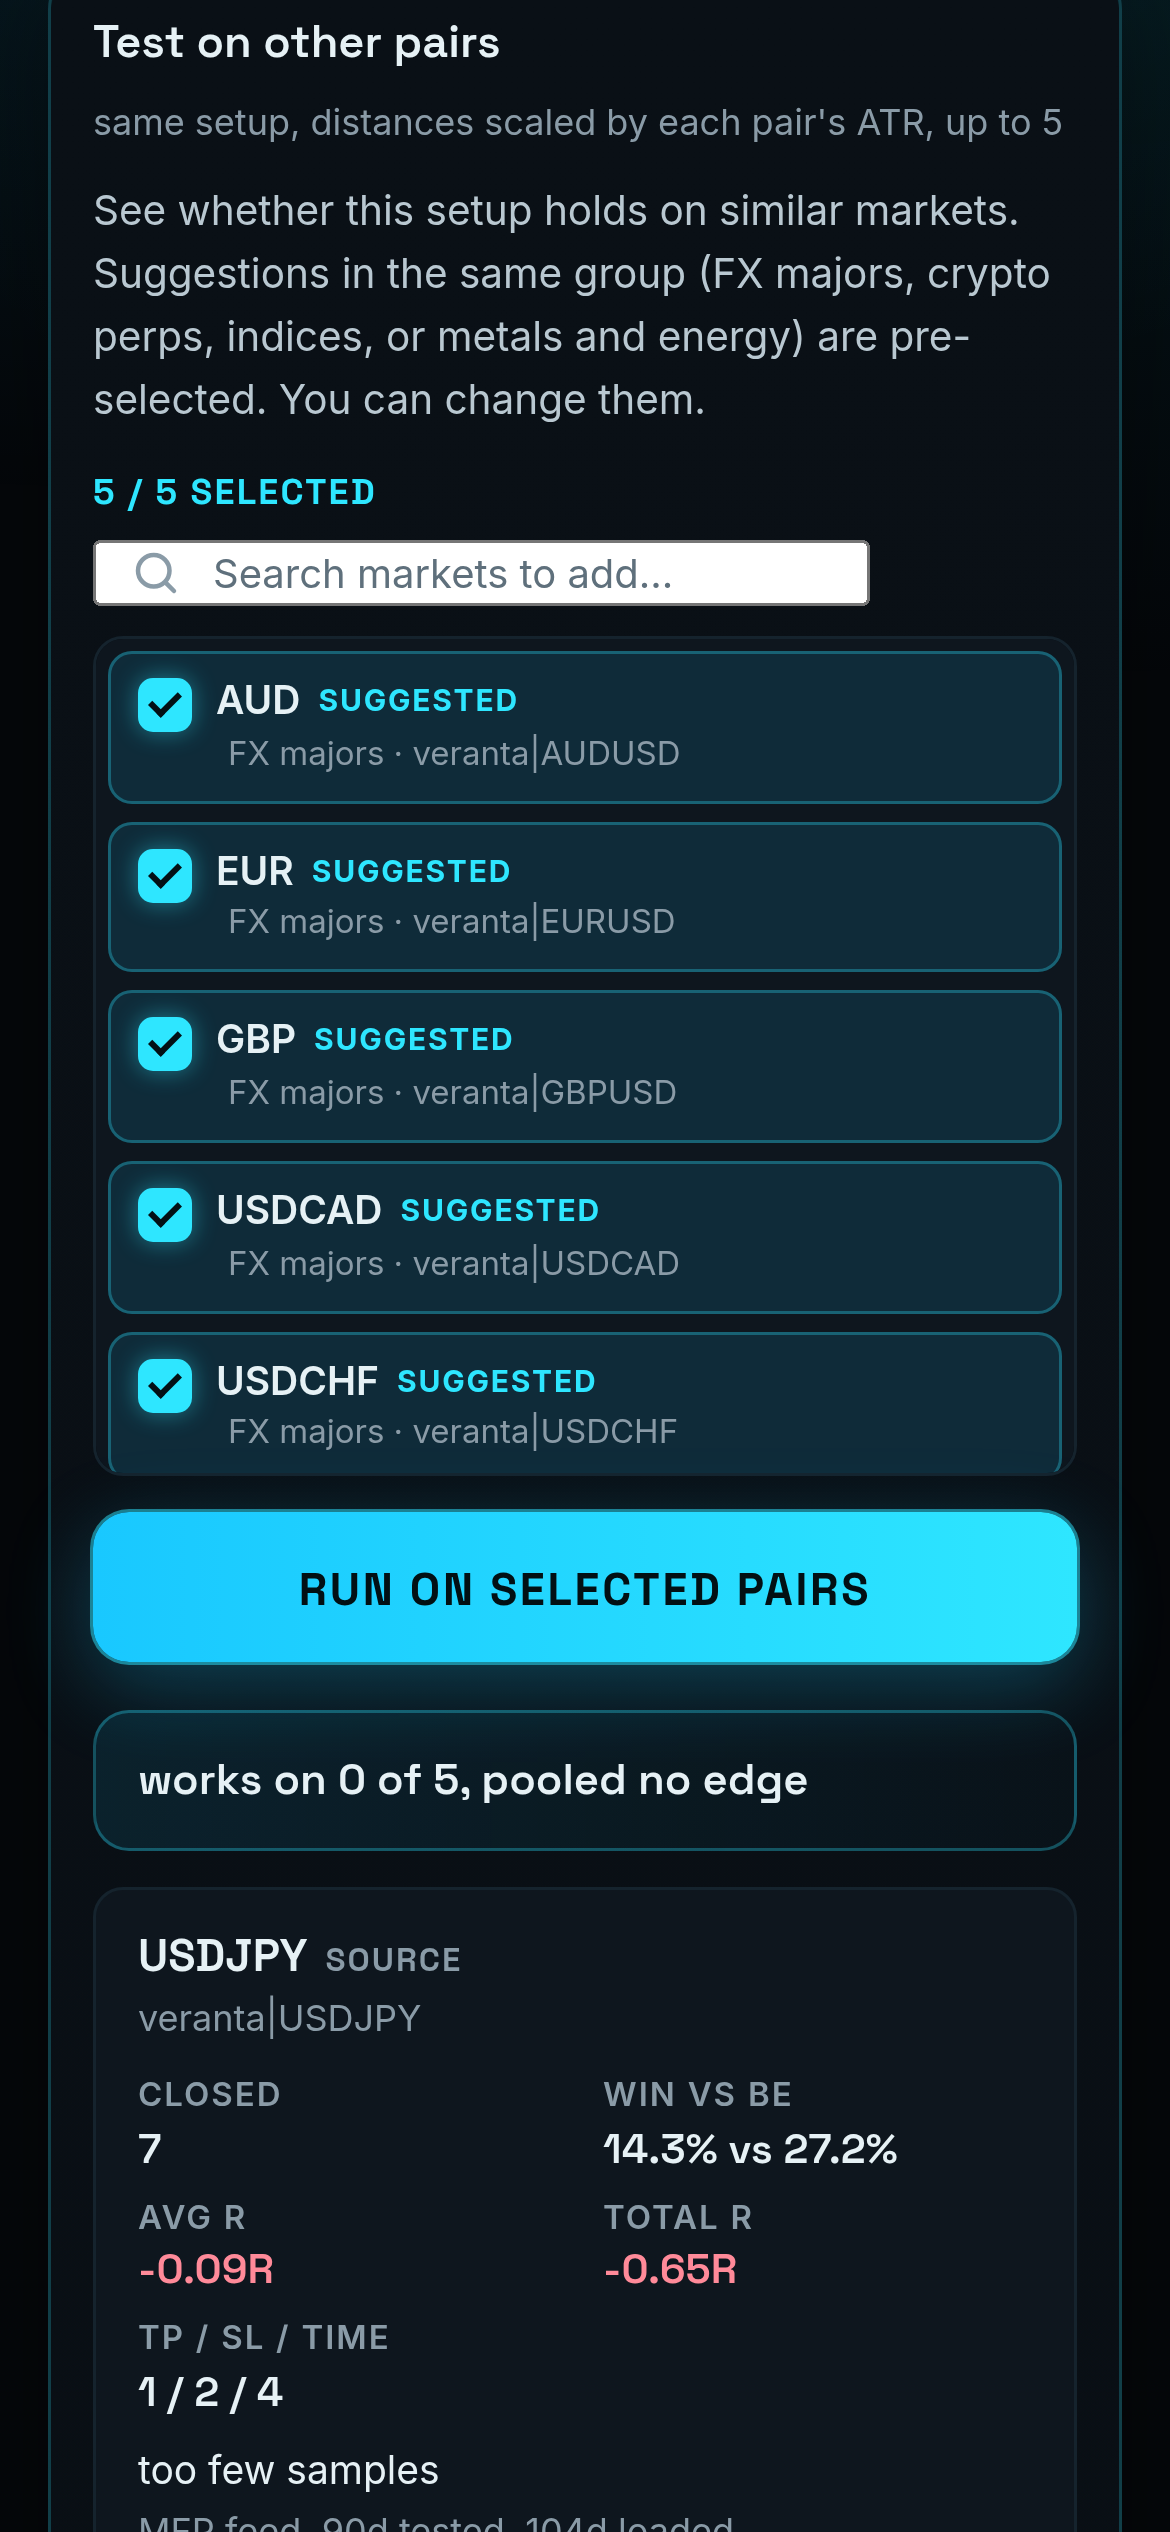 Test on other pairs
same setup, distances scaled by each pair's ATR, up to 5
See whether this setup holds on similar markets.
Suggestions in the same group (FX majors, crypto
perps, indices, or metals and energy) are pre-
selected. You can change them.
5 / 5 SELECTED
Search markets to add...
AUD SUGGESTED
FX majors · veranta|AUDUSD
EUR SUGGESTED
FX majors · veranta|EURUSD
GBP SUGGESTED
FX majors · veranta|GBPUSD
USDCAD SUGGESTED
FX majors · veranta|USDCAD
USDCHF SUGGESTED
FX majors · veranta|USDCHF
RUN ON SELECTED PAIRS
works on 0 of 5, pooled no edge
USDJPY SOURCE
veranta|USDJPY
CLOSED WIN VS BE
7 14.3% vs 27.2%
AVG R TOTAL R
-0.09R -0.65R
TP / SL / TIME
1 / 2 / 4
too few samples
feed, 90d tested, 104d loaded